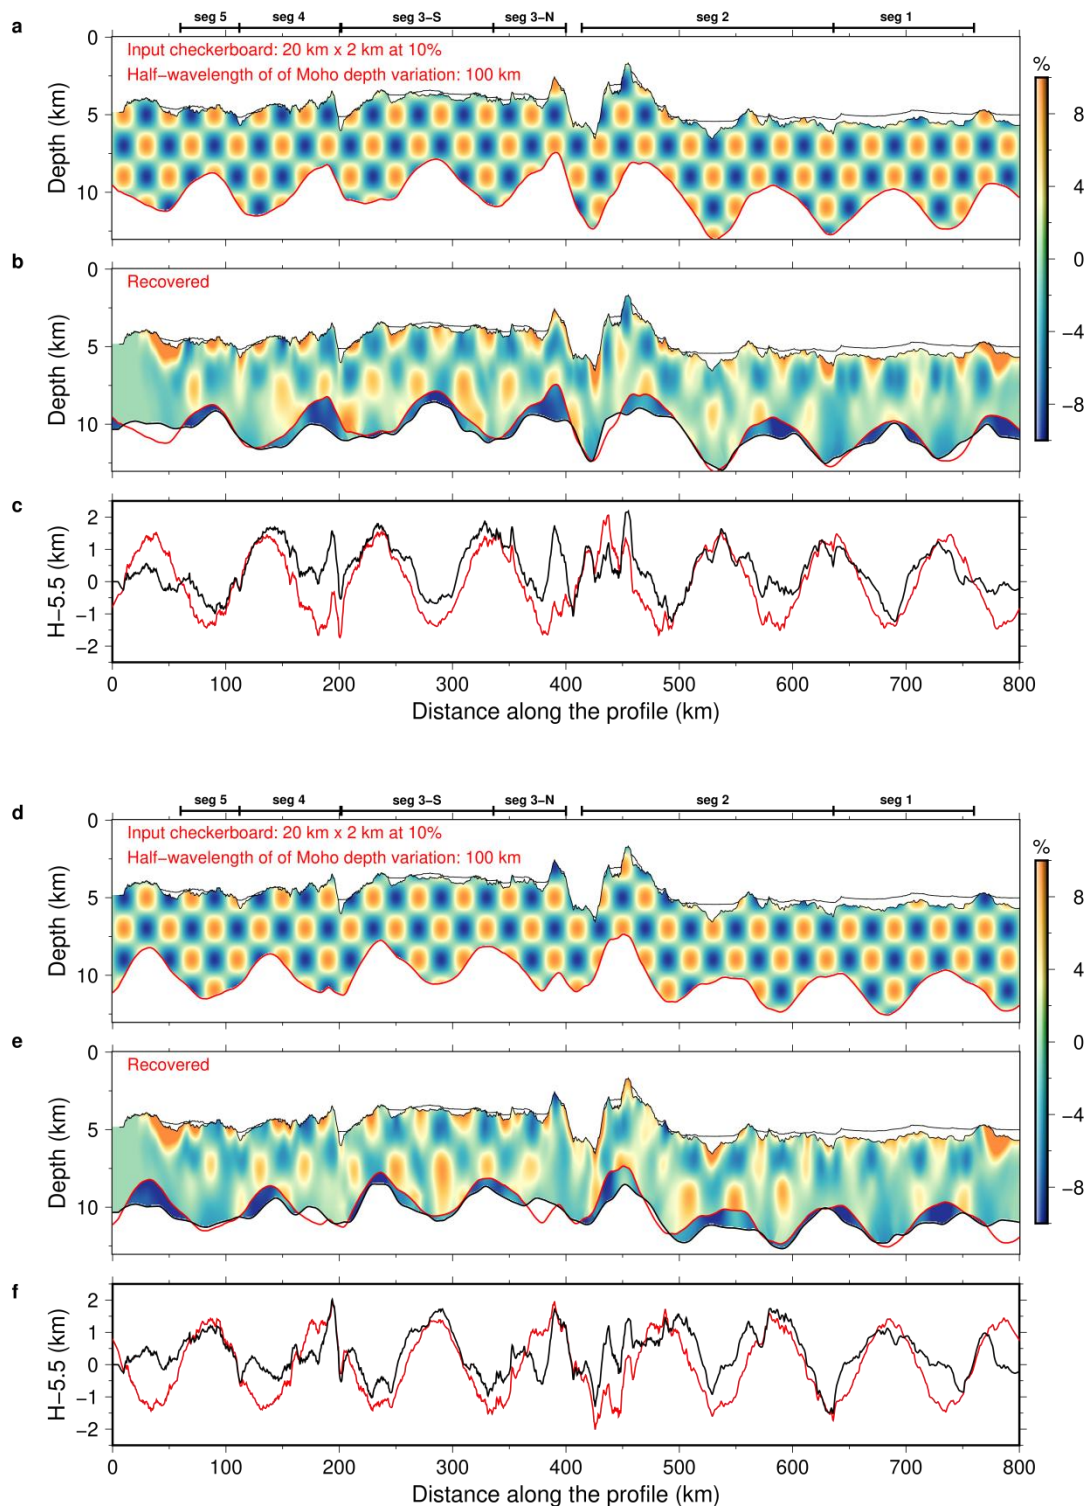 a
seg 5 seg 4 seg 3-S seg 3-N seg 2 seg 1
Input checkerboard: 20 km x 2 km at 10%
Half-wavelength of of Moho depth variation: 100 km
0
5
10
Depth (km)
%
8
4
0
-4
-8
b
Recovered
0
5
10
Depth (km)
c
2
1
0
-1
-2
H-5.5 (km)
0 100 200 300 400 500 600 700 800
Distance along the profile (km)
d
seg 5 seg 4 seg 3-S seg 3-N seg 2 seg 1
Input checkerboard: 20 km x 2 km at 10%
Half-wavelength of of Moho depth variation: 100 km
0
5
10
Depth (km)
%
8
4
0
-4
-8
e
Recovered
0
5
10
Depth (km)
f
2
1
0
-1
-2
H-5.5 (km)
0 100 200 300 400 500 600 700 800
Distance along the profile (km)